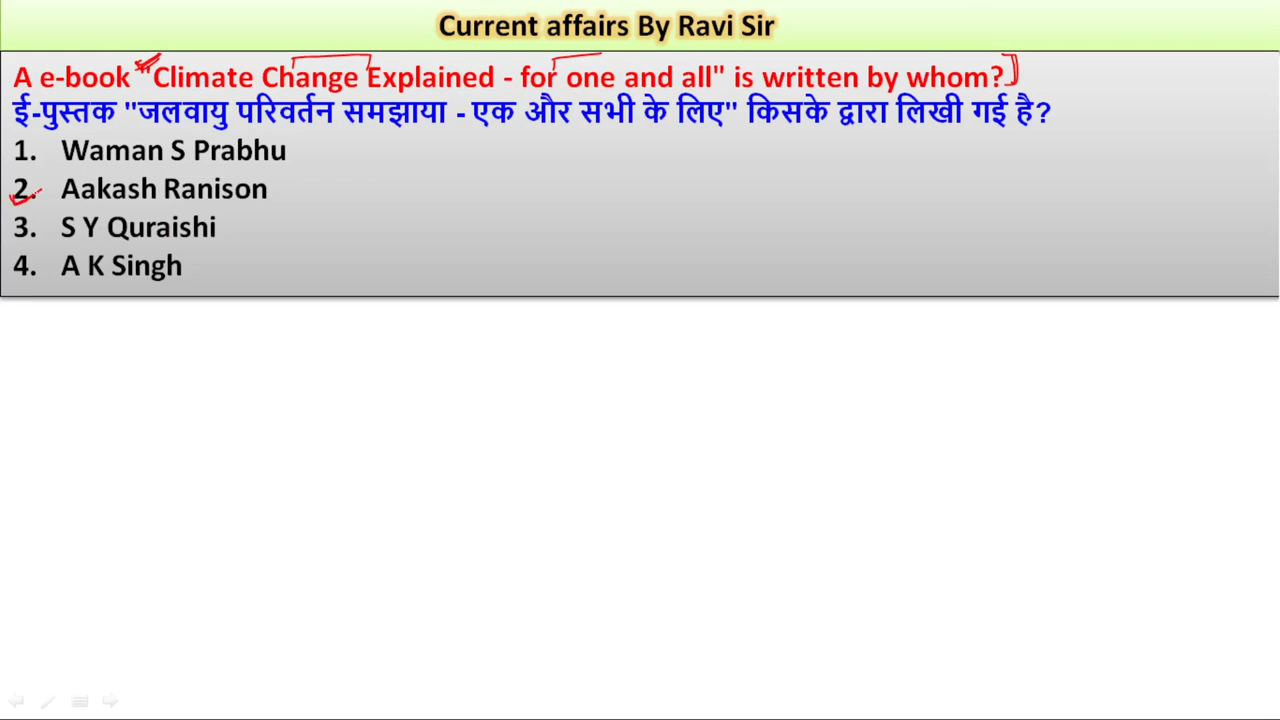 Current affairs By Ravi Sir
A e-book "Climate Change Explained - for one and all" is written by whom?
ई-पुस्तक "जलवायु परिवर्तन समझाया - एक और सभी के लिए" किसके द्वारा लिखी गई है?
1. Waman S Prabhu
2. Aakash Ranison
3. S Y Quraishi
4. A K Singh